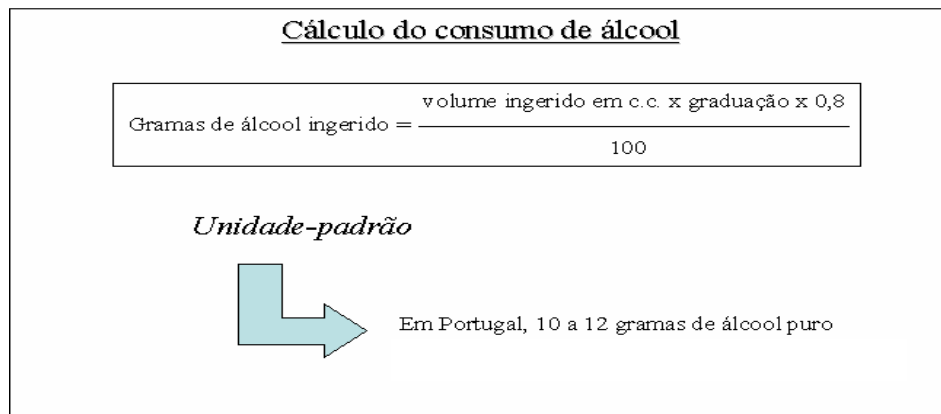 Cálculo do consumo de álcool
volume ingerido em c.c. x graduação x 0,8
Gramas de álcool ingerido =
100
Unidade-padrão
Em Portugal, 10 a 12 gramas de álcool puro